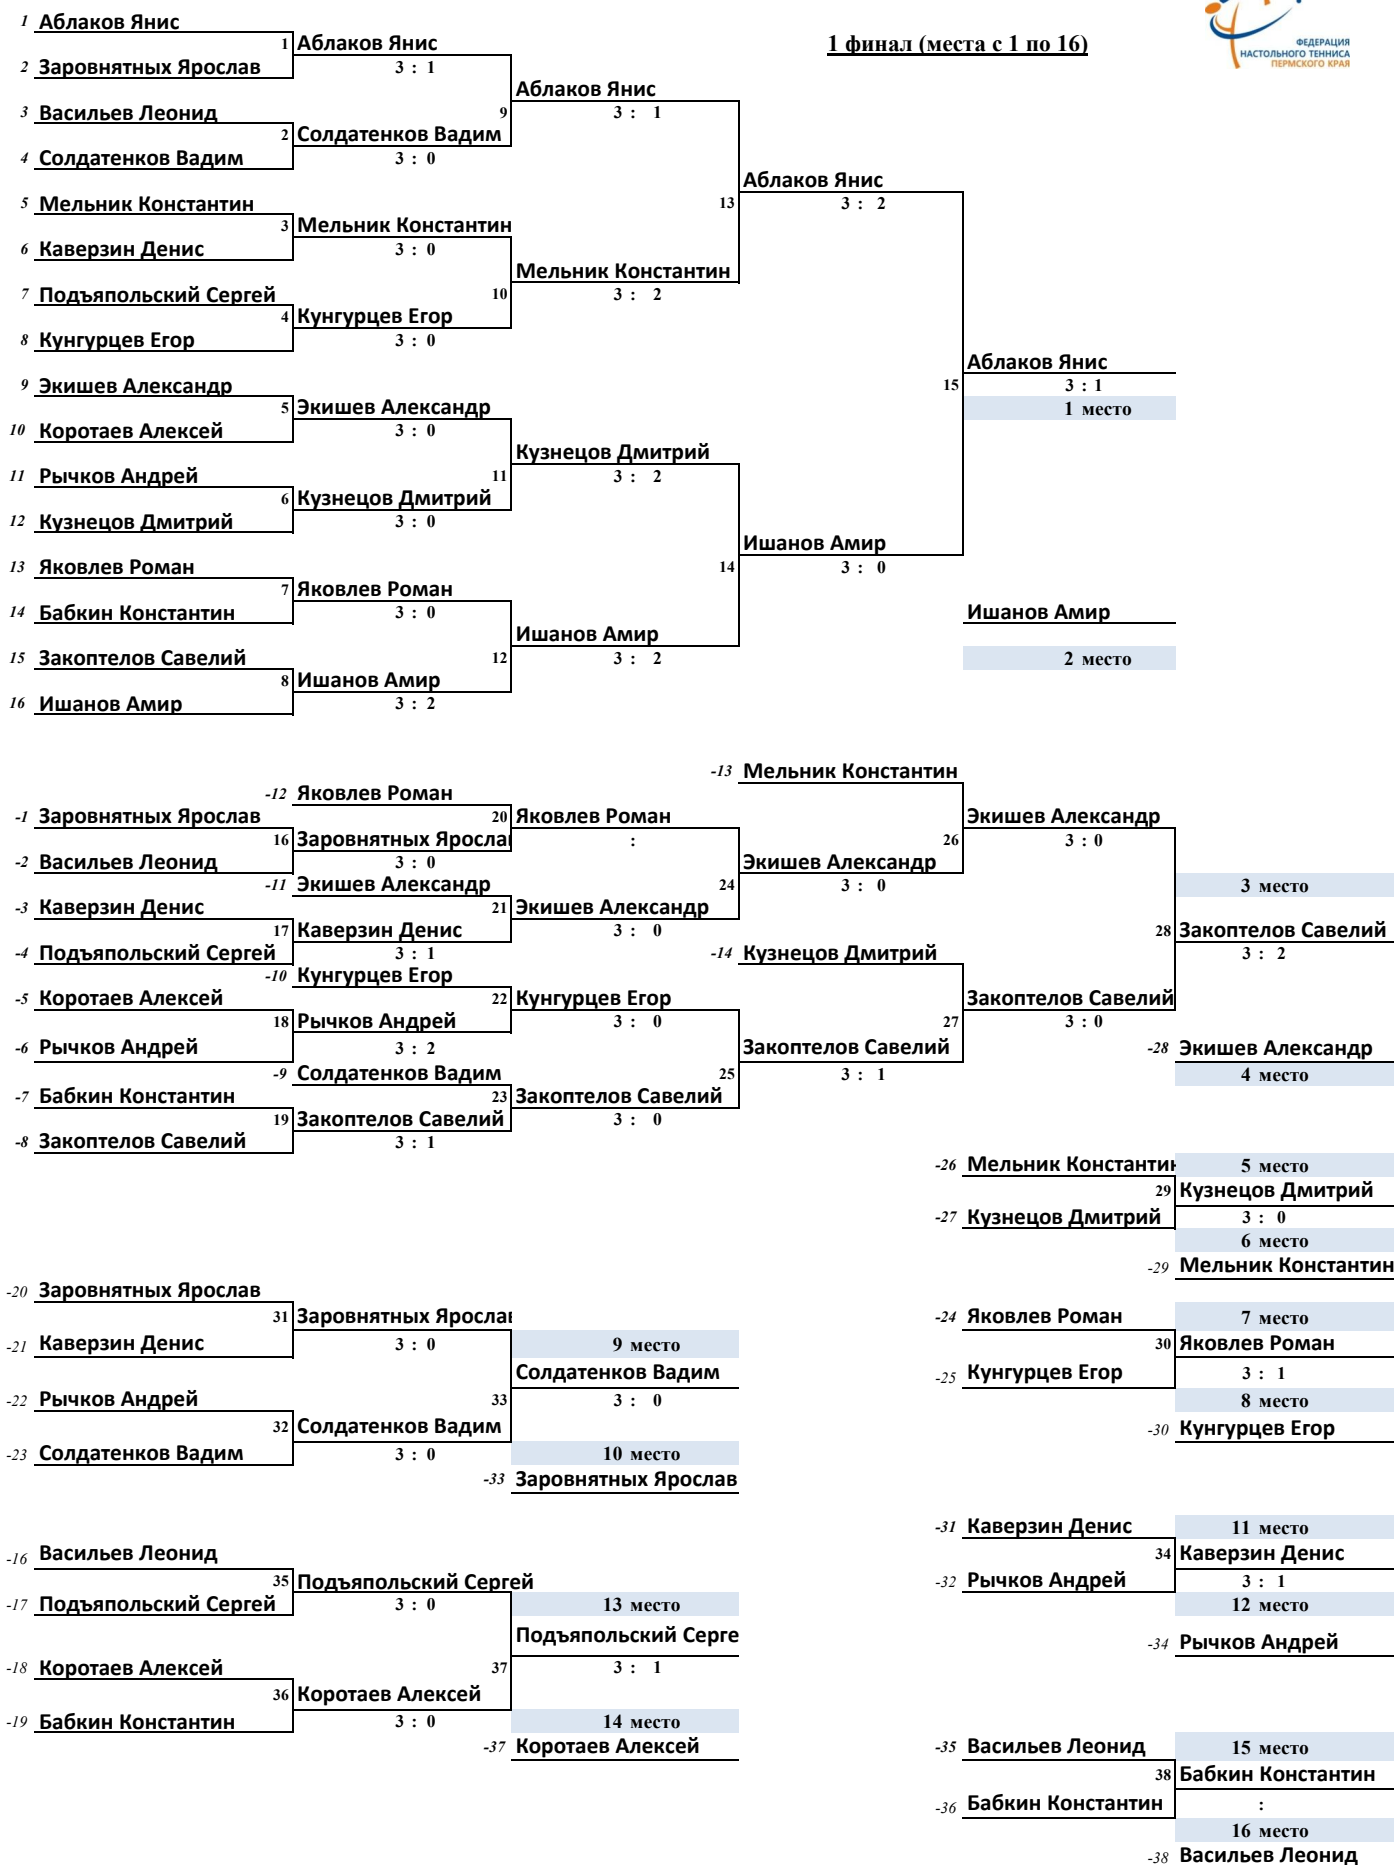 1 Аблаков Янис
1 Аблаков Янис
1 финал (места с 1 по 16)
ФЕДЕРАЦИЯ
НАСТОЛЬНОГО ТЕННИСА
ПЕРМСКОГО КРАЯ
2 Заровнятных Ярослав
3 : 1
Аблаков Янис
3 Васильев Леонид
9
3 : 1
2 Солдатенков Вадим
4 Солдатенков Вадим
3 : 0
Аблаков Янис
5 Мельник Константин
13
3 : 2
3 Мельник Константин
6 Каверзин Денис
3 : 0
Мельник Константин
7 Подъяпольский Сергей
10
3 : 2
4 Кунгурцев Егор
8 Кунгурцев Егор
3 : 0
Аблаков Янис
9 Экишев Александр
15
3 : 1
5 Экишев Александр
1 место
10 Коротаев Алексей
3 : 0
Кузнецов Дмитрий
11 Рычков Андрей
11
3 : 2
6 Кузнецов Дмитрий
12 Кузнецов Дмитрий
3 : 0
Ишанов Амир
13 Яковлев Роман
14
3 : 0
7 Яковлев Роман
14 Бабкин Константин
3 : 0
Ишанов Амир
Ишанов Амир
15 Закоптелов Савелий
12
3 : 2
2 место
8 Ишанов Амир
16 Ишанов Амир
3 : 2
-13 Мельник Константин
-12 Яковлев Роман
-1 Заровнятных Ярослав
20 Яковлев Роман
Экишев Александр
16 Заровнятных Яросла
:
26
3 : 0
-2 Васильев Леонид
3 : 0
Экишев Александр
-11 Экишев Александр
24
3 : 0
3 место
-3 Каверзин Денис
21 Экишев Александр
17 Каверзин Денис
3 : 0
28 Закоптелов Савелий
-4 Подъяпольский Сергей
3 : 1
-14 Кузнецов Дмитрий
3 : 2
-10 Кунгурцев Егор
-5 Коротаев Алексей
22 Кунгурцев Егор
Закоптелов Савелий
18 Рычков Андрей
3 : 0
27
3 : 0
-6 Рычков Андрей
3 : 2
Закоптелов Савелий
-28 Экишев Александр
-9 Солдатенков Вадим
25
3 : 1
4 место
-7 Бабкин Константин
23 Закоптелов Савелий
19 Закоптелов Савелий
3 : 0
-8 Закоптелов Савелий
3 : 1
-26 Мельник Константин
5 место
29 Кузнецов Дмитрий
-27 Кузнецов Дмитрий
3 : 0
6 место
-29 Мельник Константин
-20 Заровнятных Ярослав
31 Заровнятных Яросла
-24 Яковлев Роман
7 место
-21 Каверзин Денис
3 : 0
9 место
30 Яковлев Роман
Солдатенков Вадим
-25 Кунгурцев Егор
3 : 1
-22 Рычков Андрей
33
3 : 0
8 место
32 Солдатенков Вадим
-30 Кунгурцев Егор
-23 Солдатенков Вадим
3 : 0
10 место
-33 Заровнятных Ярослав
-31 Каверзин Денис
11 место
-16 Васильев Леонид
34 Каверзин Денис
35 Подъяпольский Сергей
-32 Рычков Андрей
3 : 1
-17 Подъяпольский Сергей
3 : 0
13 место
12 место
Подъяпольский Серге
-34 Рычков Андрей
-18 Коротаев Алексей
37
3 : 1
36 Коротаев Алексей
-19 Бабкин Константин
3 : 0
14 место
-37 Коротаев Алексей
-35 Васильев Леонид
15 место
38 Бабкин Константин
-36 Бабкин Константин
:
16 место
-38 Васильев Леонид